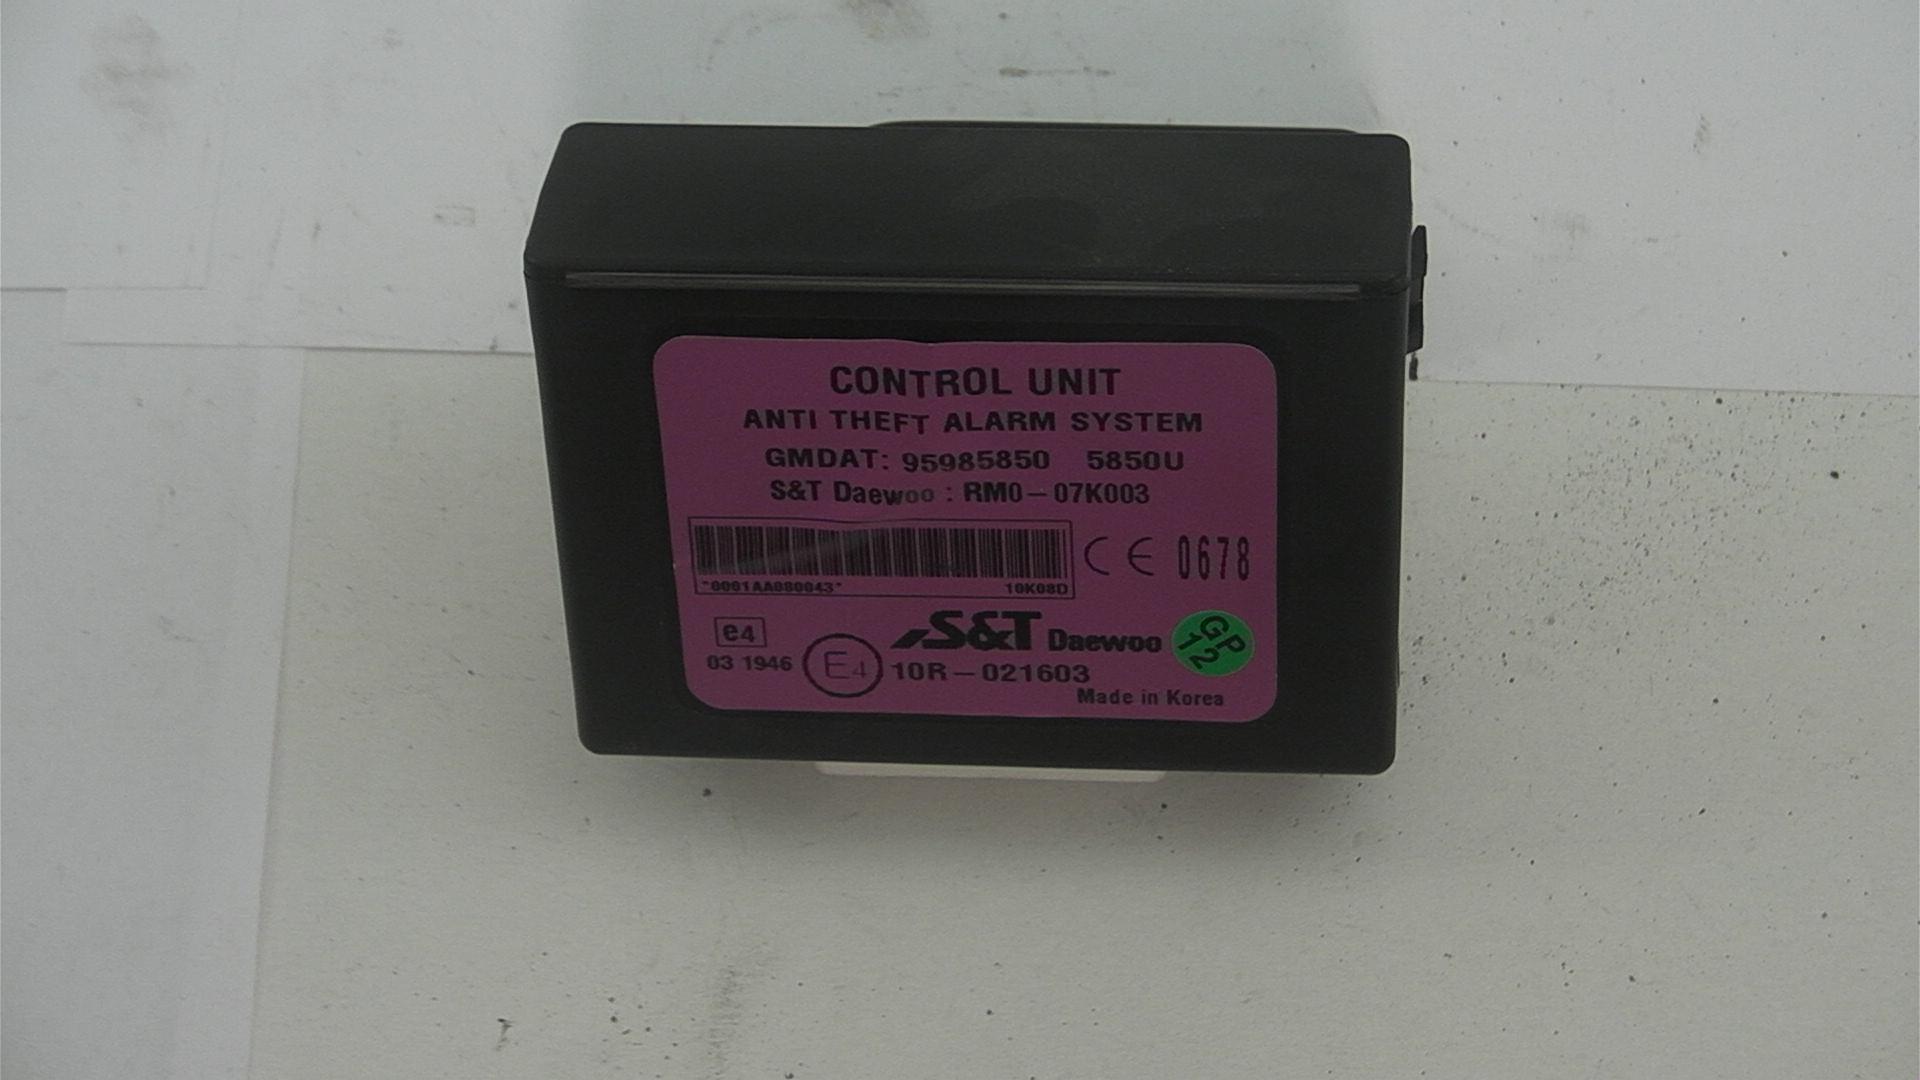 CONTROL UNIT
ANTI THEFT ALARM SYSTEM
GMDAT: 95985850 5850U
S&T Daewoo : RM0-07K003
CE 0678
*0001AA080043* 10K08D
e4
S&T Daewoo
GP
12
03 1946 E4 10R-021603
Made in Korea